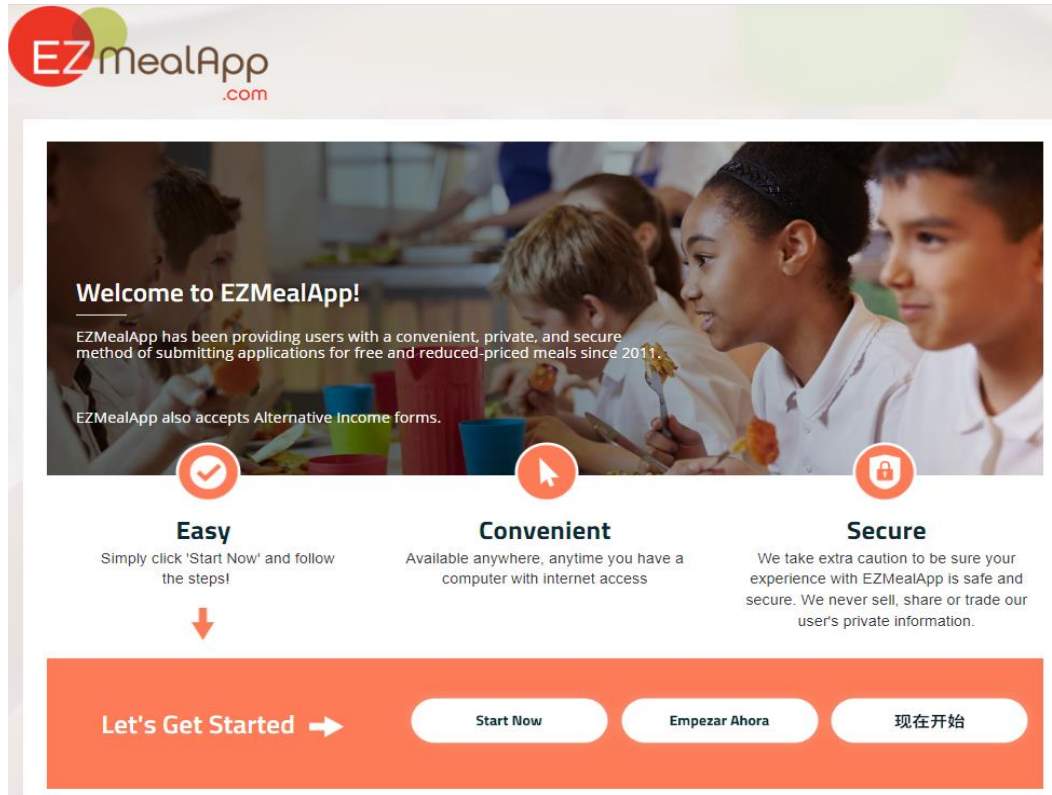 EZ MealApp
.com
Welcome to EZMealApp!
EZMealApp has been providing users with a convenient, private, and secure
method of submitting applications for free and reduced-priced meals since 2011.
EZMealApp also accepts Alternative Income forms.
Easy
Simply click 'Start Now' and follow
the steps!
Convenient
Available anywhere, anytime you have a
computer with internet access
Secure
We take extra caution to be sure your
experience with EZMealApp is safe and
secure. We never sell, share or trade our
user's private information.
Let's Get Started
Start Now
Empezar Ahora
现在开始